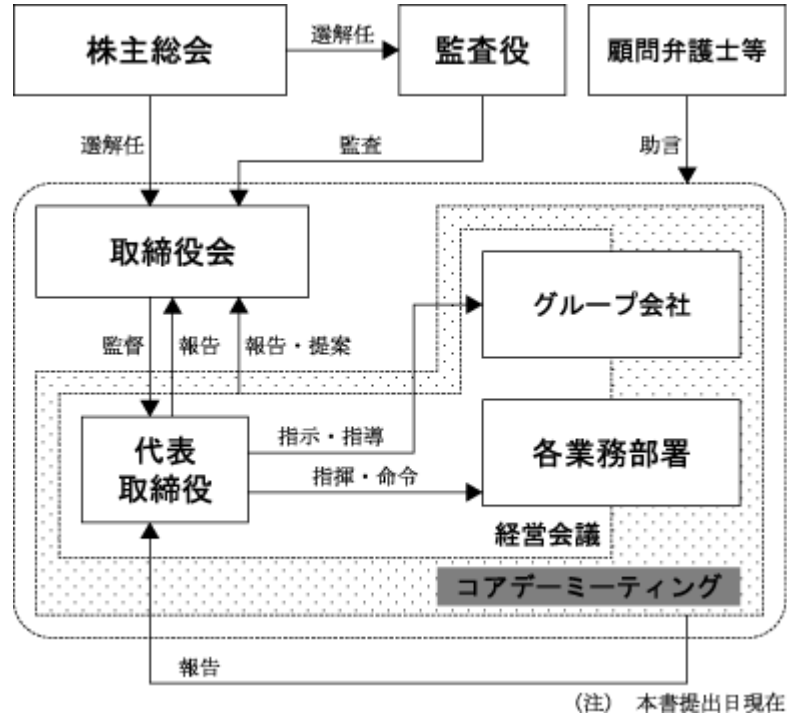 株主総会
選解任
監査役
顧問弁護士等
選解任
監査
助言
取締役会
グループ会社
監督
報告
報告・提案
代表
取締役
指示・指導
指揮・命令
各業務部署
経営会議
コアデーミーティング
報告
(注) 本書提出日現在